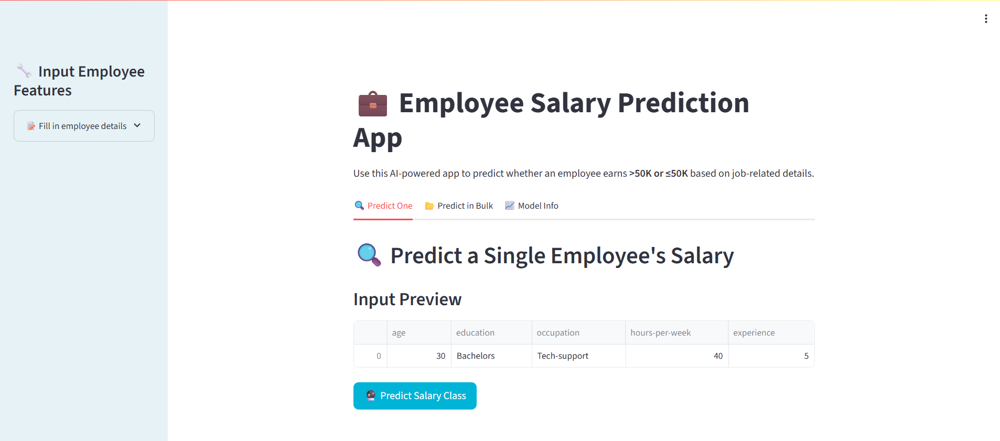 🔧 Input Employee
Features
📝 Fill in employee details
💼 Employee Salary Prediction
App
Use this AI-powered app to predict whether an employee earns >50K or ≤50K based on job-related details.
🔍 Predict One 📂 Predict in Bulk 📈 Model Info
🔍 Predict a Single Employee's Salary
Input Preview
age education occupation hours-per-week experience
0 30 Bachelors Tech-support 40 5
🔮 Predict Salary Class